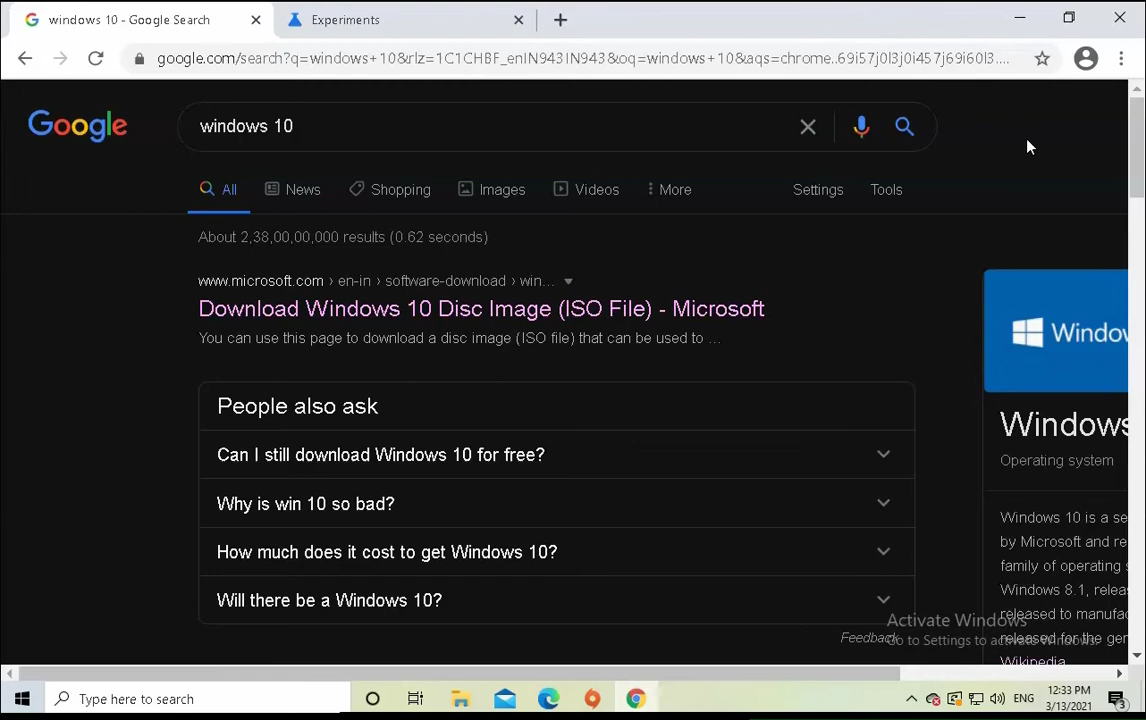 windows 10 - Google Search
Experiments
google.com/search?q=windows+10&rlz=1C1CHBF_enIN943IN943&oq=windows+10&aqs=chrome..69i57j0l3j0i457j69i60l3....
Google
windows 10
All
News
Shopping
Images
Videos
More
Settings
Tools
About 2,38,00,00,000 results (0.62 seconds)
www.microsoft.com › en-in › software-download › win...
Download Windows 10 Disc Image (ISO File) - Microsoft
You can use this page to download a disc image (ISO file) that can be used to ...
People also ask
Can I still download Windows 10 for free?
Why is win 10 so bad?
How much does it cost to get Windows 10?
Will there be a Windows 10?
Feedback
Window
Windows
Operating system
Windows 10 is a se
by Microsoft and re
family of operating s
Windows 8.1, releas
released to manufac
released for the gen
Wikipedia
Activate Windows
Go to Settings to activate Windows.
Type here to search
ENG
12:33 PM
3/13/2021
3